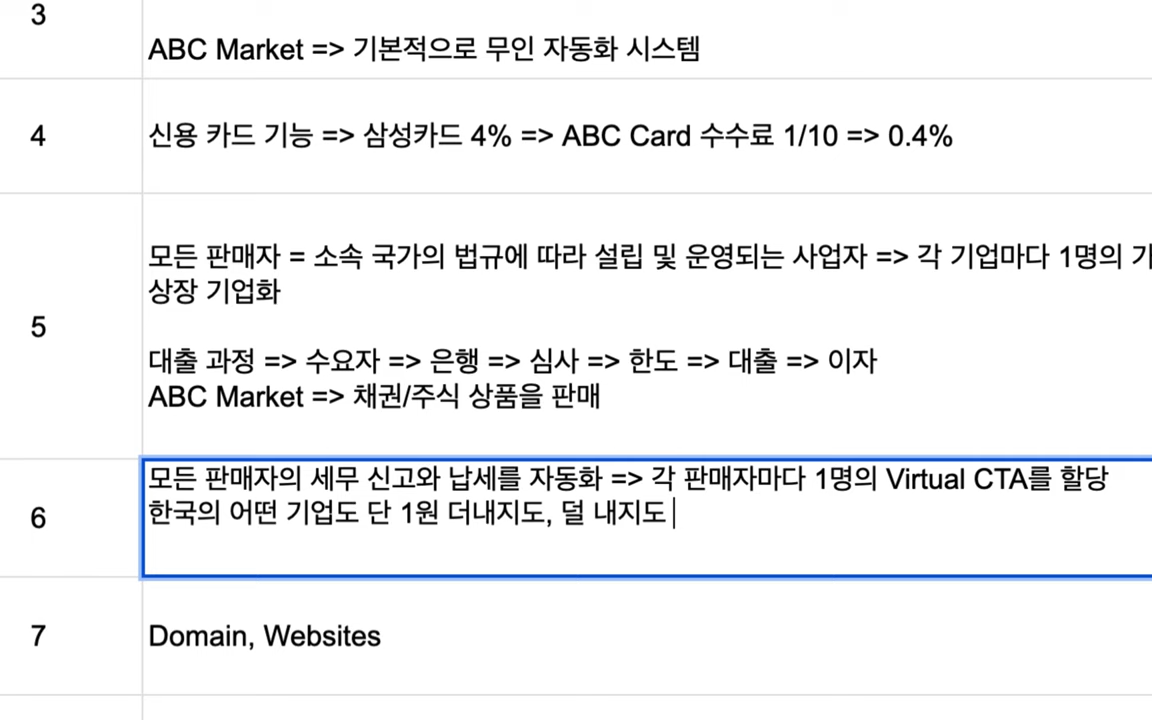 3
ABC Market => 기본적으로 무인 자동화 시스템
4
신용 카드 기능 => 삼성카드 4% => ABC Card 수수료 1/10 => 0.4%
5
모든 판매자 = 소속 국가의 법규에 따라 설립 및 운영되는 사업자 => 각 기업마다 1명의
상장 기업화
대출 과정 => 수요자 => 은행 => 심사 => 한도 => 대출 => 이자
ABC Market => 채권/주식 상품을 판매
6
모든 판매자의 세무 신고와 납세를 자동화 => 각 판매자마다 1명의 Virtual CTA를 할당
한국의 어떤 기업도 단 1원 더내지도, 덜 내지도
7
Domain, Websites